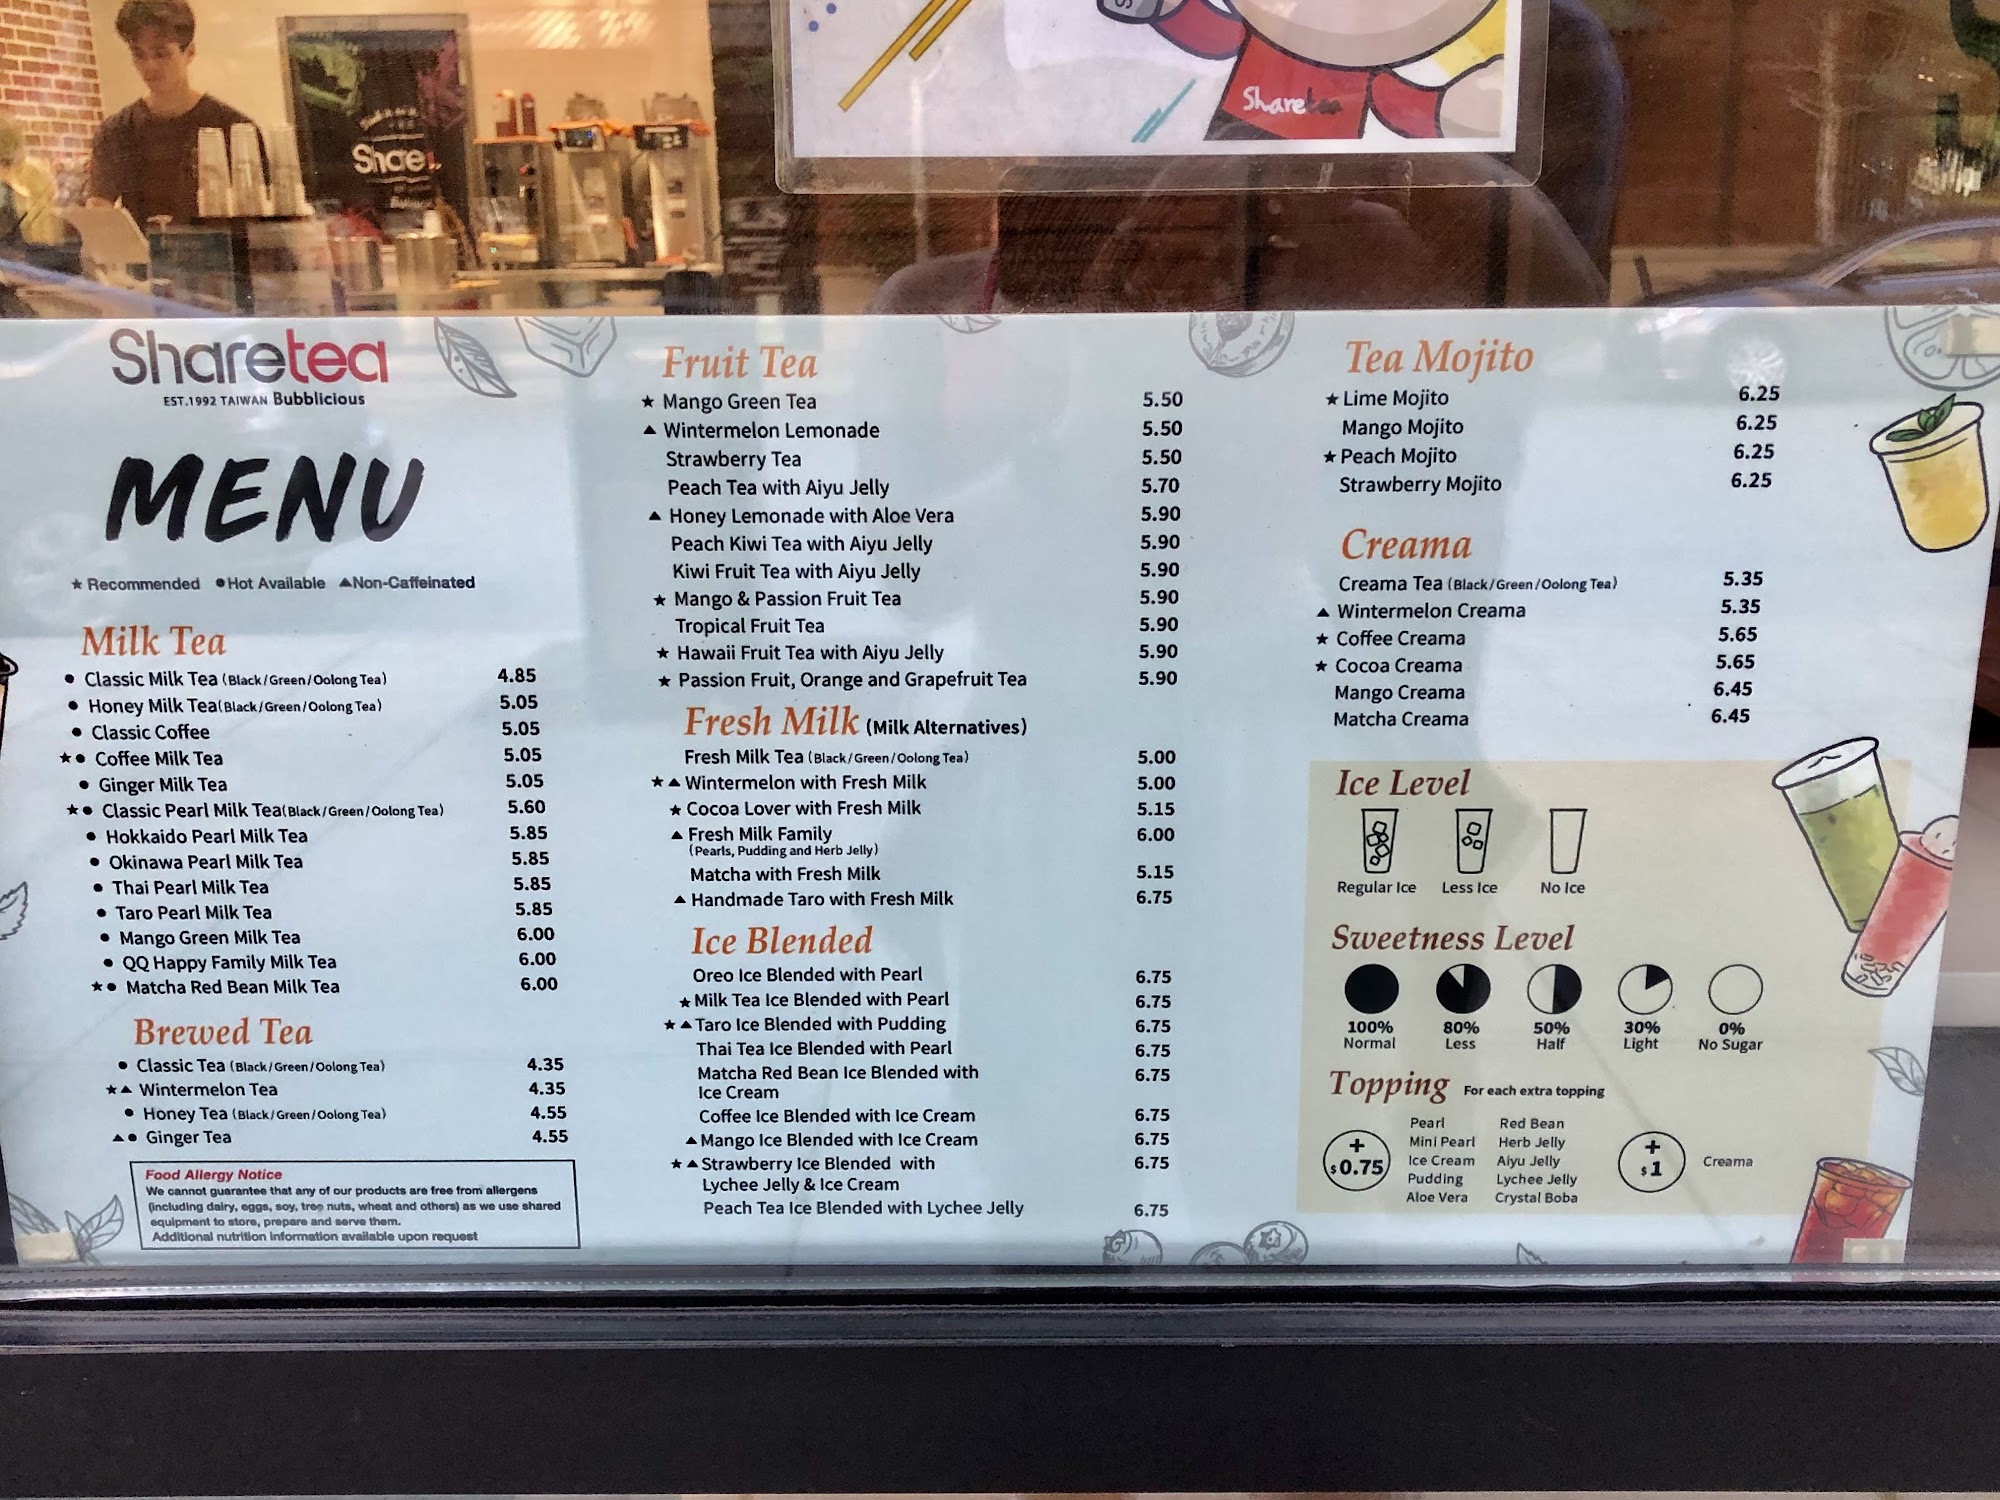 Sharetea
Share
Sharetea
EST.1992 TAIWAN Bubblicious
MENU
★ Recommended ●Hot Available ▲Non-Caffeinated
Milk Tea
● Classic Milk Tea (Black/Green/Oolong Tea) 4.85
● Honey Milk Tea(Black/Green/Oolong Tea) 5.05
● Classic Coffee 5.05
★● Coffee Milk Tea 5.05
● Ginger Milk Tea 5.05
★● Classic Pearl Milk Tea(Black/Green/Oolong Tea) 5.60
● Hokkaido Pearl Milk Tea 5.85
● Okinawa Pearl Milk Tea 5.85
● Thai Pearl Milk Tea 5.85
● Taro Pearl Milk Tea 5.85
● Mango Green Milk Tea 6.00
● QQ Happy Family Milk Tea 6.00
★● Matcha Red Bean Milk Tea 6.00
Brewed Tea
● Classic Tea (Black/Green/Oolong Tea) 4.35
★▲ Wintermelon Tea 4.35
● Honey Tea (Black/Green/Oolong Tea) 4.55
▲● Ginger Tea 4.55
Food Allergy Notice
We cannot guarantee that any of our products are free from allergens
(including dairy, eggs, soy, tree nuts, wheat and others) as we use shared
equipment to store, prepare and serve them.
Additional nutrition information available upon request
Fruit Tea
★ Mango Green Tea 5.50
▲ Wintermelon Lemonade 5.50
Strawberry Tea 5.50
Peach Tea with Aiyu Jelly 5.70
▲ Honey Lemonade with Aloe Vera 5.90
Peach Kiwi Tea with Aiyu Jelly 5.90
Kiwi Fruit Tea with Aiyu Jelly 5.90
★ Mango & Passion Fruit Tea 5.90
Tropical Fruit Tea 5.90
★ Hawaii Fruit Tea with Aiyu Jelly 5.90
★ Passion Fruit, Orange and Grapefruit Tea 5.90
Fresh Milk (Milk Alternatives)
Fresh Milk Tea (Black/Green/Oolong Tea) 5.00
★▲ Wintermelon with Fresh Milk 5.00
★ Cocoa Lover with Fresh Milk 5.15
▲ Fresh Milk Family 6.00
(Pearls, Pudding and Herb Jelly)
Matcha with Fresh Milk 5.15
▲ Handmade Taro with Fresh Milk 6.75
Ice Blended
Oreo Ice Blended with Pearl 6.75
★ Milk Tea Ice Blended with Pearl 6.75
★▲ Taro Ice Blended with Pudding 6.75
Thai Tea Ice Blended with Pearl 6.75
Matcha Red Bean Ice Blended with 6.75
Ice Cream
Coffee Ice Blended with Ice Cream 6.75
▲ Mango Ice Blended with Ice Cream 6.75
★▲ Strawberry Ice Blended with 6.75
Lychee Jelly & Ice Cream
Peach Tea Ice Blended with Lychee Jelly 6.75
Tea Mojito
★ Lime Mojito 6.25
Mango Mojito 6.25
★ Peach Mojito 6.25
Strawberry Mojito 6.25
Creama
Creama Tea (Black/Green/Oolong Tea) 5.35
▲ Wintermelon Creama 5.35
★ Coffee Creama 5.65
★ Cocoa Creama 5.65
Mango Creama 6.45
Matcha Creama 6.45
Ice Level
Regular Ice Less Ice No Ice
Sweetness Level
100% 80% 50% 30% 0%
Normal Less Half Light No Sugar
Topping For each extra topping
+
$0.75
Pearl Red Bean
Mini Pearl Herb Jelly
Ice Cream Aiyu Jelly
Pudding Lychee Jelly
Aloe Vera Crystal Boba
+
$1
Creama